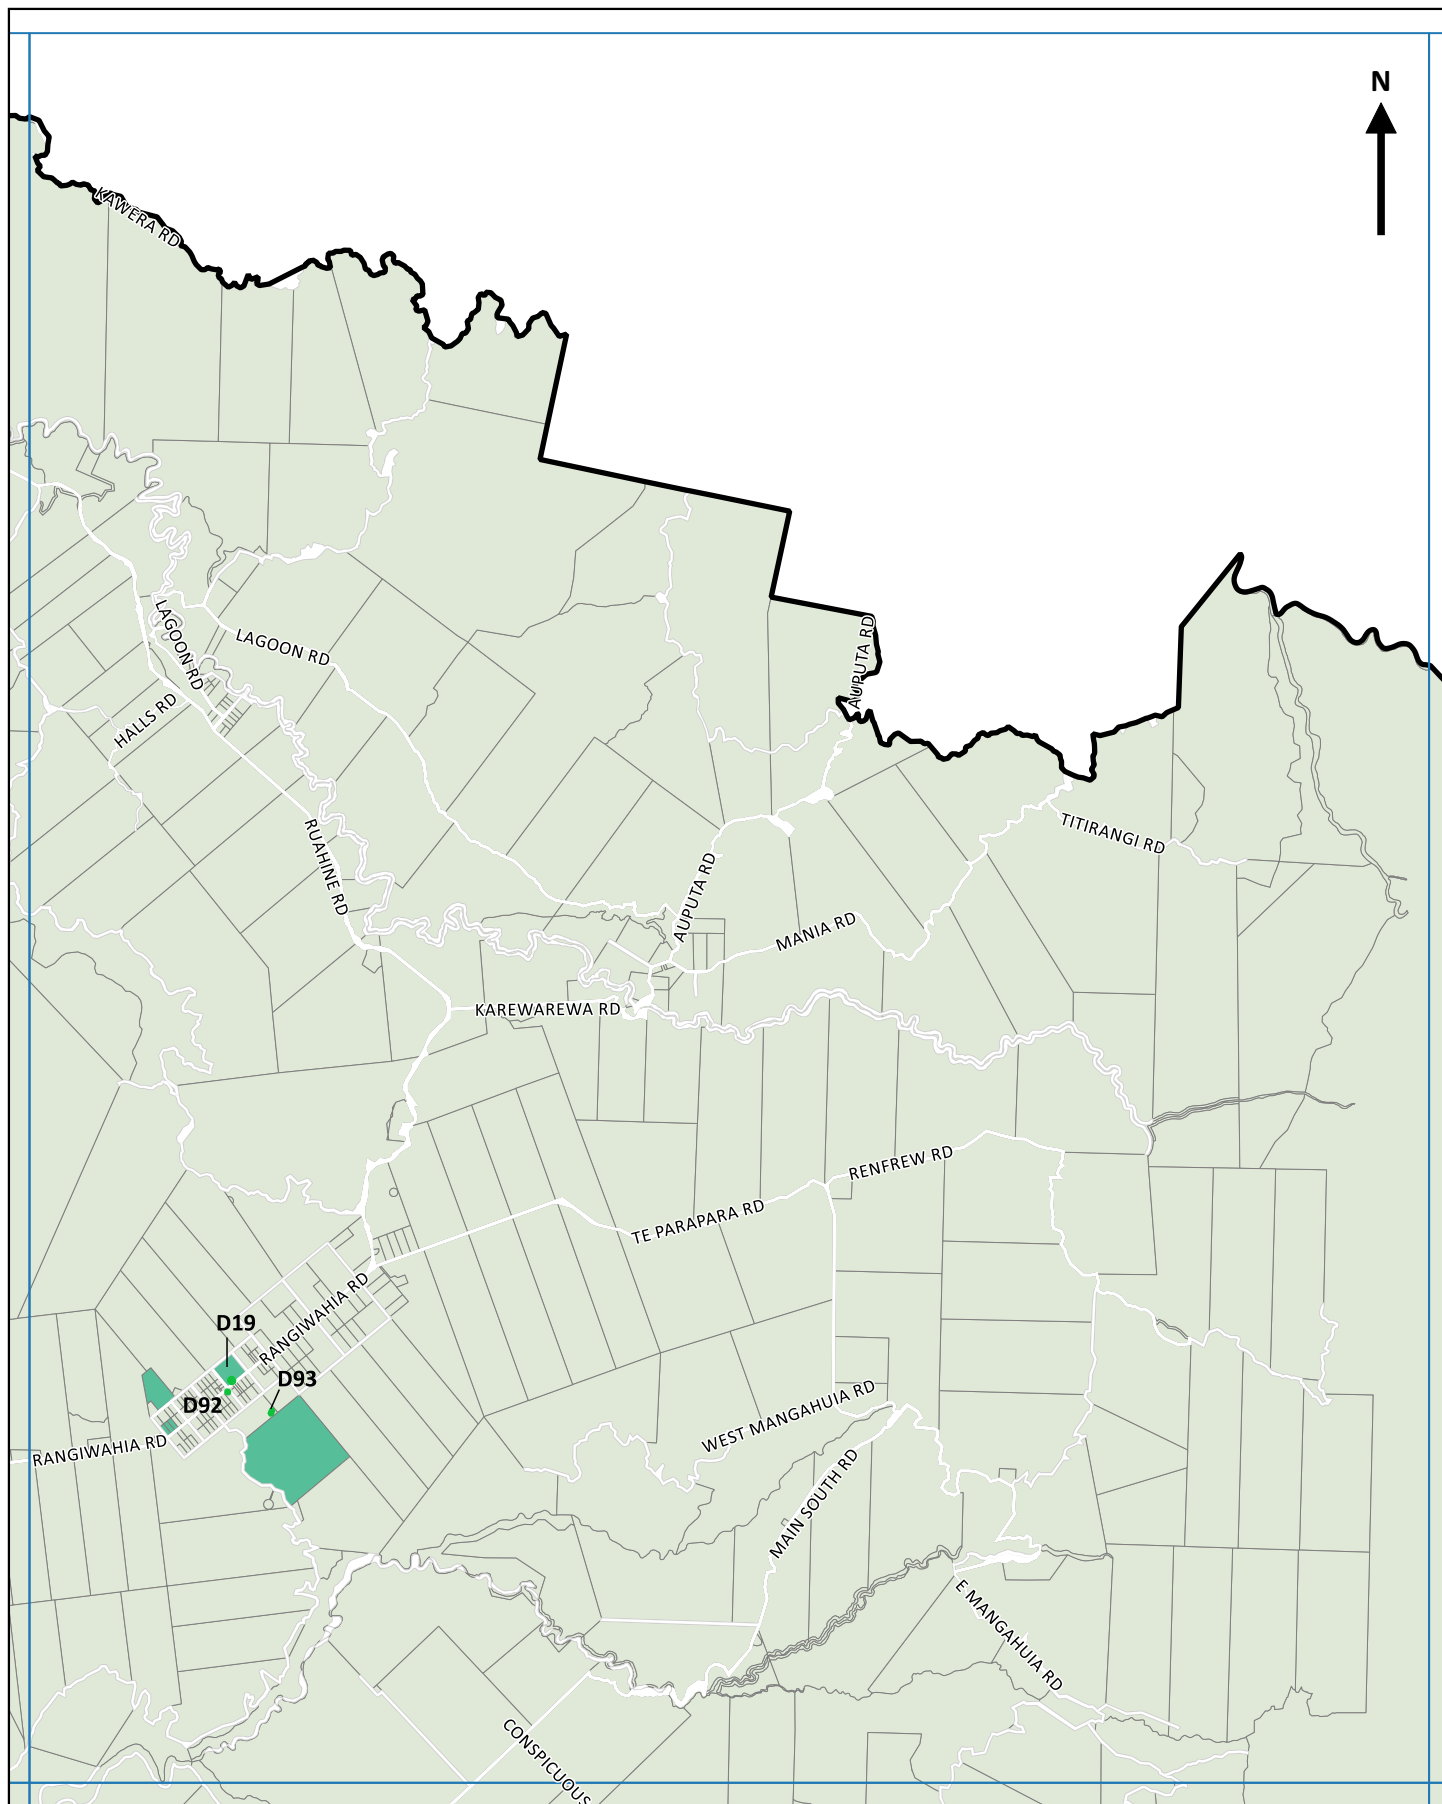 N
KAWERA RD
LAGOON RD
LAGOON RD
AUPUTA RD
HALLS RD
RUAHINE RD
TITIRANGI RD
AUPUTA RD
MANIA RD
KAREWAREWA RD
RENFREW RD
TE PARAPARA RD
RANGIWAHIA RD
D19
D93
D92
RANGIWAHIA RD
WEST MANGAHUIA RD
MAIN SOUTH RD
E MANGAHUIA RD
CONSPICUOUS